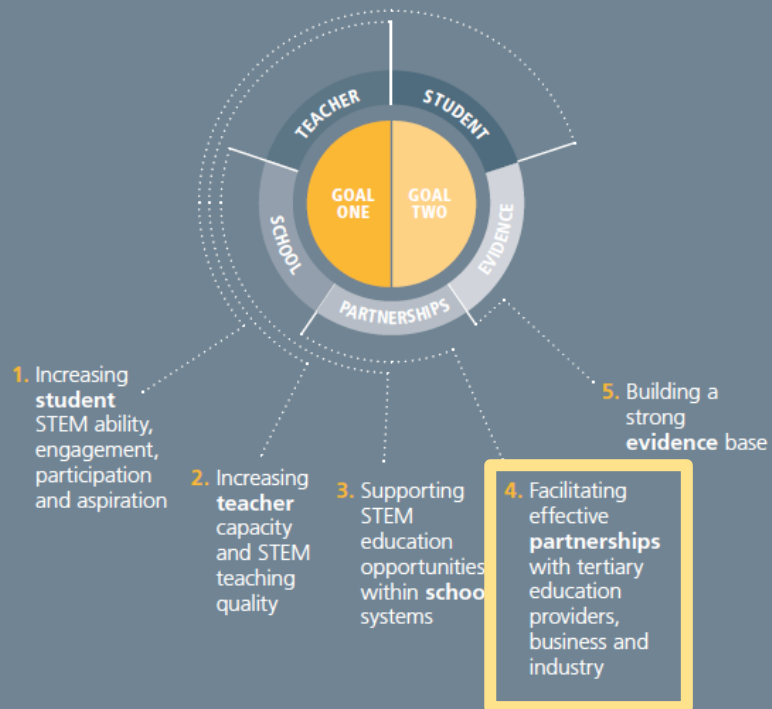 TEACHER
STUDENT
GOAL
ONE
GOAL
TWO
SCHOOL
EVIDENCE
PARTNERSHIPS
1. Increasing
student
STEM ability,
engagement,
participation
and aspiration
2. Increasing
teacher
capacity
and STEM
teaching
quality
3. Supporting
STEM
education
opportunities
within schoo
systems
4. Facilitating
effective
partnerships
with tertiary
education
providers,
business and
industry
5. Building a
strong
evidence base